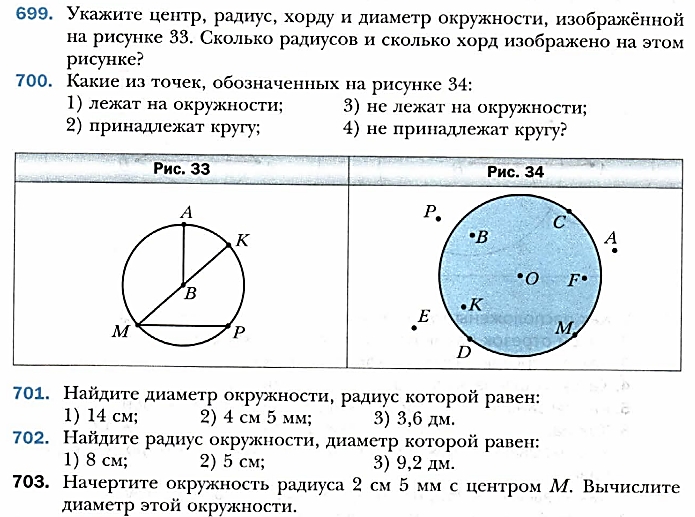 699. Укажите центр, радиус, хорду и диаметр окружности, изображённой
на рисунке 33. Сколько радиусов и сколько хорд изображено на этом
рисунке?
700. Какие из точек, обозначенных на рисунке 34:
1) лежат на окружности; 3) не лежат на окружности;
2) принадлежат кругу; 4) не принадлежат кругу?
Рис. 33
Рис. 34
A
K
B
M
P
P
C
B
A
O
F
K
E
M
D
701. Найдите диаметр окружности, радиус которой равен:
1) 14 см; 2) 4 см 5 мм; 3) 3,6 дм.
702. Найдите радиус окружности, диаметр которой равен:
1) 8 см; 2) 5 см; 3) 9,2 дм.
703. Начертите окружность радиуса 2 см 5 мм с центром M. Вычислите
диаметр этой окружности.